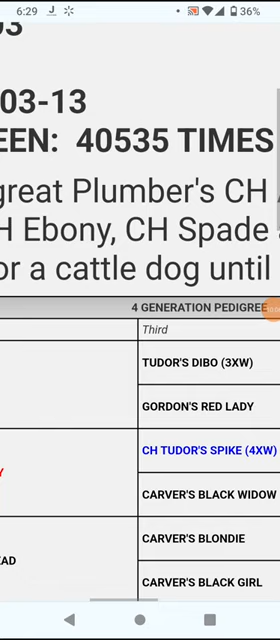 6:29 J 36%
03
03-13
EEN: 40535 TIMES
great Plumber's CH
H Ebony, CH Spade
or a cattle dog until
4 GENERATION PEDIGREE
Third
TUDOR'S DIBO (3XW)
GORDON'S RED LADY
CH TUDOR'S SPIKE (4XW)
Y
CARVER'S BLACK WIDOW
CARVER'S BLONDIE
EAD
CARVER'S BLACK GIRL